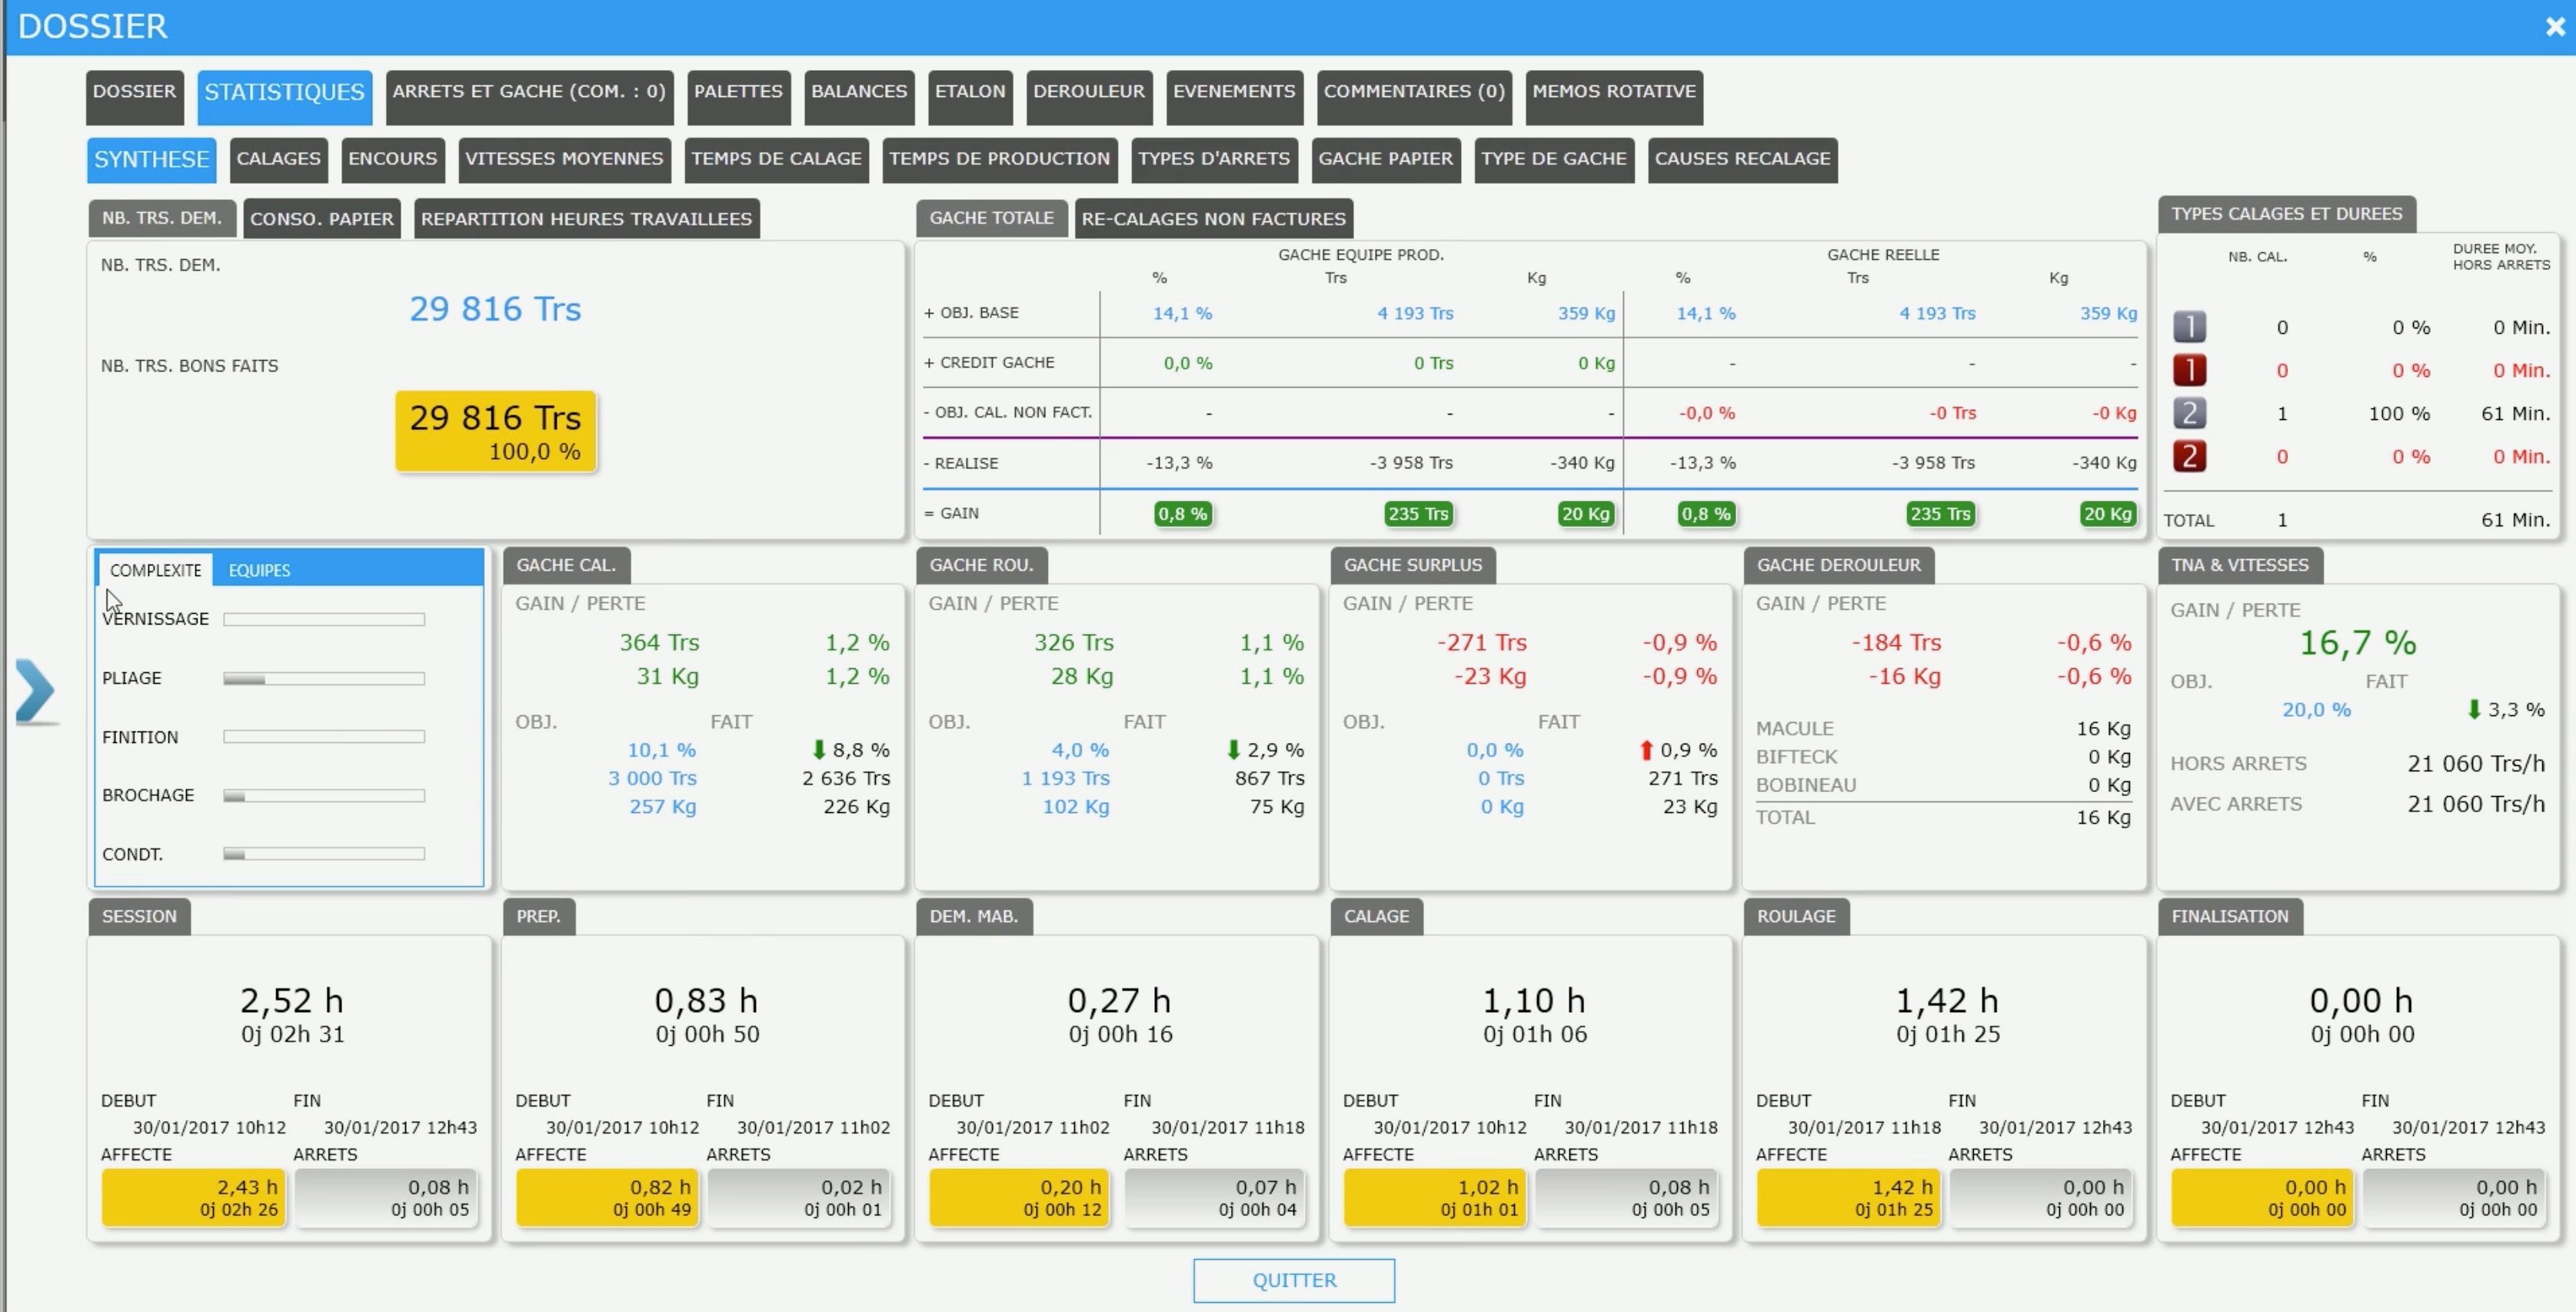 DOSSIER
DOSSIER STATISTIQUES ARRETS ET GACHE (COM. : 0) PALETTES BALANCES ETALON DEROULEUR EVENEMENTS COMMENTAIRES (0) MEMOS ROTATIVE
SYNTHESE CALAGES ENCOURS VITESSES MOYENNES TEMPS DE CALAGE TEMPS DE PRODUCTION TYPES D'ARRETS GACHE PAPIER TYPE DE GACHE CAUSES RECALAGE
NB. TRS. DEM. CONSO. PAPIER REPARTITION HEURES TRAVAILLEES
NB. TRS. DEM.
29 816 Trs
NB. TRS. BONS FAITS
29 816 Trs
100,0 %
GACHE TOTALE RE-CALAGES NON FACTURES
GACHE EQUIPE PROD. GACHE REELLE
% Trs Kg % Trs Kg
+ OBJ. BASE 14,1 % 4 193 Trs 359 Kg 14,1 % 4 193 Trs 359 Kg
+ CREDIT GACHE 0,0 % 0 Trs 0 Kg - - -
- OBJ. CAL. NON FACT. - - - -0,0 % -0 Trs -0 Kg
- REALISE -13,3 % -3 958 Trs -340 Kg -13,3 % -3 958 Trs -340 Kg
= GAIN 0,8 % 235 Trs 20 Kg 0,8 % 235 Trs 20 Kg
TYPES CALAGES ET DUREES
NB. CAL. % DUREE MOY.
HORS ARRETS
1 0 0 % 0 Min.
1 0 0 % 0 Min.
2 1 100 % 61 Min.
2 0 0 % 0 Min.
TOTAL 1 61 Min.
COMPLEXITE EQUIPES
VERNISSAGE
PLIAGE
FINITION
BROCHAGE
CONDT.
GACHE CAL.
GAIN / PERTE
364 Trs 1,2 %
31 Kg 1,2 %
OBJ. FAIT
10,1 % 8,8 %
3 000 Trs 2 636 Trs
257 Kg 226 Kg
GACHE ROU.
GAIN / PERTE
326 Trs 1,1 %
28 Kg 1,1 %
OBJ. FAIT
4,0 % 2,9 %
1 193 Trs 867 Trs
102 Kg 75 Kg
GACHE SURPLUS
GAIN / PERTE
-271 Trs -0,9 %
-23 Kg -0,9 %
OBJ. FAIT
0,0 % 0,9 %
0 Trs 271 Trs
0 Kg 23 Kg
GACHE DEROULEUR
GAIN / PERTE
-184 Trs -0,6 %
-16 Kg -0,6 %
MACULE 16 Kg
BIFTECK 0 Kg
BOBINEAU 0 Kg
TOTAL 16 Kg
TNA & VITESSES
GAIN / PERTE
16,7 %
OBJ. FAIT
20,0 % 3,3 %
HORS ARRETS 21 060 Trs/h
AVEC ARRETS 21 060 Trs/h
SESSION
2,52 h
0j 02h 31
DEBUT FIN
30/01/2017 10h12 30/01/2017 12h43
AFFECTE ARRETS
2,43 h 0,08 h
0j 02h 26 0j 00h 05
PREP.
0,83 h
0j 00h 50
DEBUT FIN
30/01/2017 10h12 30/01/2017 11h02
AFFECTE ARRETS
0,82 h 0,02 h
0j 00h 49 0j 00h 01
DEM. MAB.
0,27 h
0j 00h 16
DEBUT FIN
30/01/2017 11h02 30/01/2017 11h18
AFFECTE ARRETS
0,20 h 0,07 h
0j 00h 12 0j 00h 04
CALAGE
1,10 h
0j 01h 06
DEBUT FIN
30/01/2017 10h12 30/01/2017 11h18
AFFECTE ARRETS
1,02 h 0,08 h
0j 01h 01 0j 00h 05
ROULAGE
1,42 h
0j 01h 25
DEBUT FIN
30/01/2017 11h18 30/01/2017 12h43
AFFECTE ARRETS
1,42 h 0,00 h
0j 01h 25 0j 00h 00
FINALISATION
0,00 h
0j 00h 00
DEBUT FIN
30/01/2017 12h43 30/01/2017 12h43
AFFECTE ARRETS
0,00 h 0,00 h
0j 00h 00 0j 00h 00
QUITTER